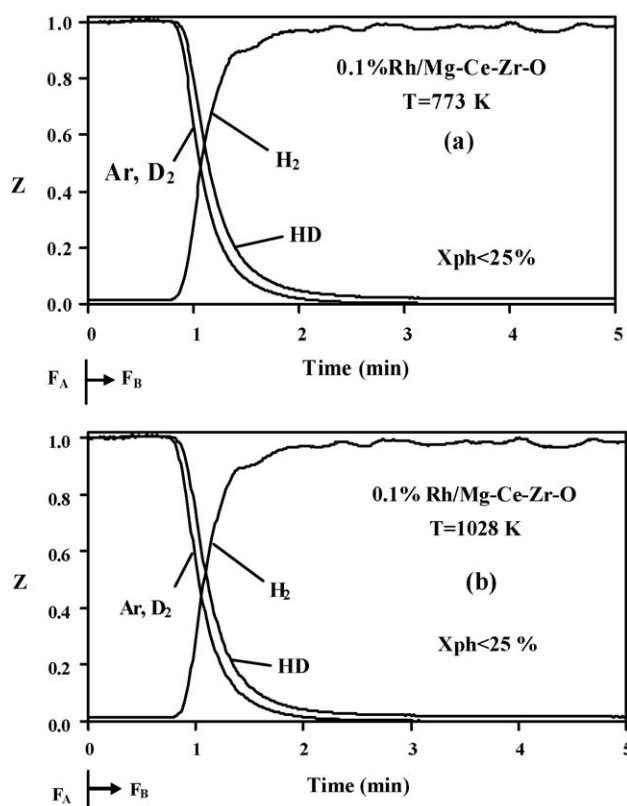 1.0
0.1%Rh/Mg-Ce-Zr-O
0.8
T=773 K
H2
(a)
0.6
Ar, D2
Z
0.4
HD
Xph<25%
0.2
0.0
0 1 2 3 4 5
Time (min)
FA FB
1.0
0.1% Rh/Mg-Ce-Zr-O
0.8
T=1028 K
0.6
Z
H2
(b)
Ar, D2
0.4
HD
Xph<25 %
0.2
0.0
0 1 2 3 4 5
Time (min)
FA FB